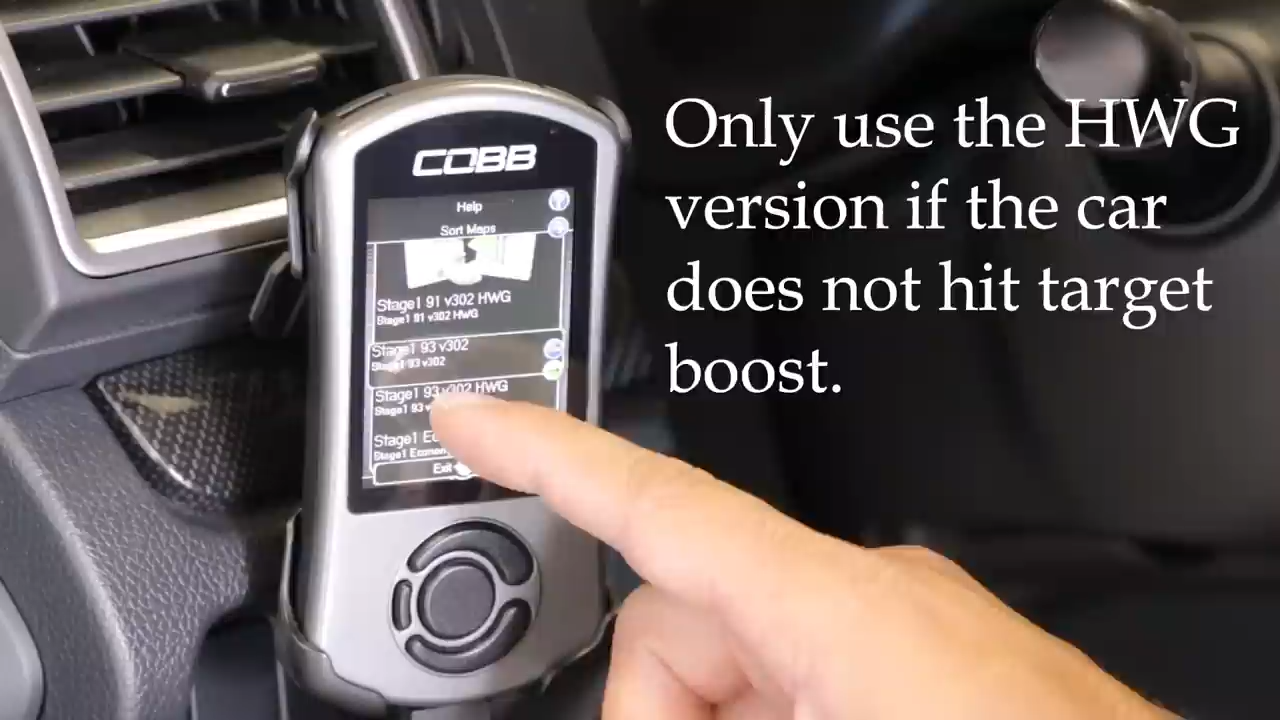 COBB
Help
Sort Maps
Stage1 91 v302 HWG
Stage1 91 v302 HWG
Stage1 93 v302
Stage1 93 v302
Stage1 93 v302 HWG
Stage1 93
Stage1
Stage1
Exit
Only use the HWG
version if the car
does not hit target
boost.